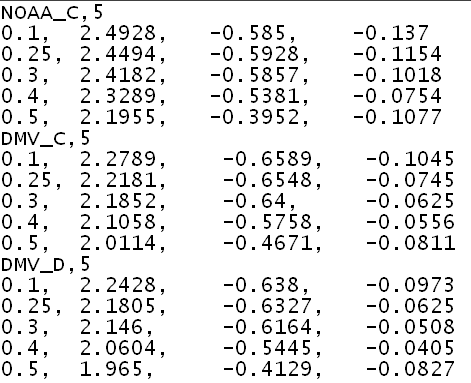 NOAA_C,5
0.1, 2.4928, -0.585, -0.137
0.25, 2.4494, -0.5928, -0.1154
0.3, 2.4182, -0.5857, -0.1018
0.4, 2.3289, -0.5381, -0.0754
0.5, 2.1955, -0.3952, -0.1077
DMV_C,5
0.1, 2.2789, -0.6589, -0.1045
0.25, 2.2181, -0.6548, -0.0745
0.3, 2.1852, -0.64, -0.0625
0.4, 2.1058, -0.5758, -0.0556
0.5, 2.0114, -0.4671, -0.0811
DMV_D,5
0.1, 2.2428, -0.638, -0.0973
0.25, 2.1805, -0.6327, -0.0625
0.3, 2.146, -0.6164, -0.0508
0.4, 2.0604, -0.5445, -0.0405
0.5, 1.965, -0.4129, -0.0827